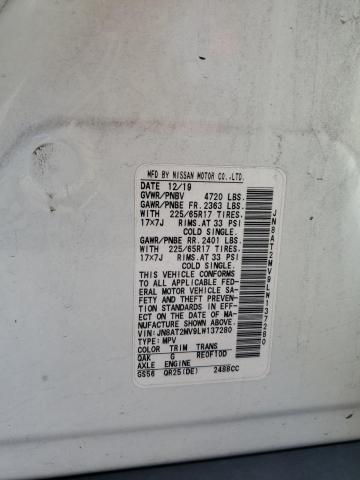 MFD BY NISSAN MOTOR CO.,LTD.
DATE 12/19
GVWR/PNBV 4720 LBS.
GAWR/PNBE FR. 2363 LBS.
WITH 225/65R17 TIRES.
17×7J RIMS.AT 33 PSI
COLD SINGLE.
GAWR/PNBE RR. 2401 LBS.
WITH 225/65R17 TIRES.
17×7J RIMS.AT 33 PSI
COLD SINGLE.
THIS VEHICLE CONFORMS
TO ALL APPLICABLE FED-
ERAL MOTOR VEHICLE SA-
FETY AND THEFT PREVEN-
TION STANDARDS IN EFF-
ECT ON THE DATE OF MA-
NUFACTURE SHOWN ABOVE.
VIN: JN8AT2MV9LW137280
TYPE: MPV
COLOR TRIM TRANS
QAK G RE0F10D
AXLE ENGINE
GS56 QR25(DE) 2488CC
JN8AT2MV9LW137280